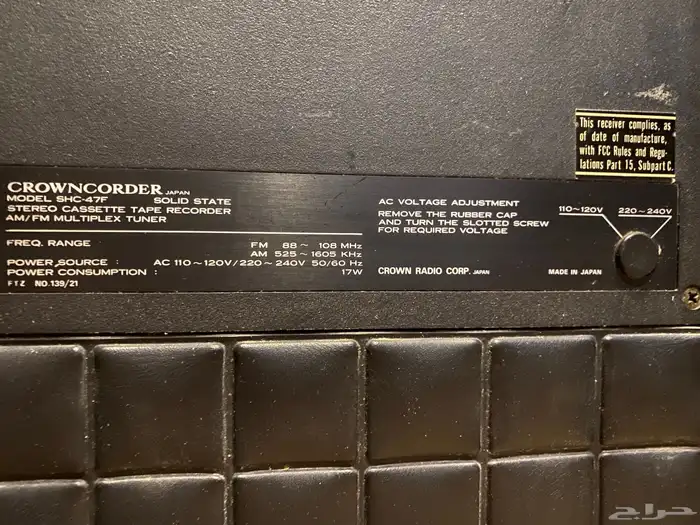 This receiver complies, as
of date of manufacture,
with FCC Rules and Regu-
lations Part 15, Subpart C.
CROWNCORDER JAPAN
MODEL SHC-47F SOLID STATE
STEREO CASSETTE TAPE RECORDER
AM/FM MULTIPLEX TUNER
FREQ. RANGE FM 88~ 108 MHz
AM 525~1605 KHz
POWER SOURCE : AC 110~120V/220~240V 50/60 Hz
POWER CONSUMPTION : 17W
FTZ NO.139/21
AC VOLTAGE ADJUSTMENT
REMOVE THE RUBBER CAP
AND TURN THE SLOTTED SCREW
FOR REQUIRED VOLTAGE
110~120V 220~240V
CROWN RADIO CORP. JAPAN
MADE IN JAPAN
حراج